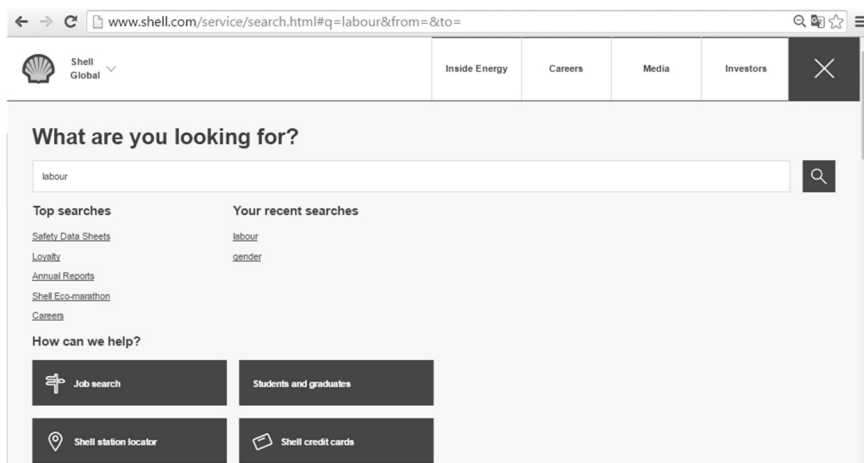 www.shell.com/service/search.html#q=labour&from=&to=
Shell
Global
Inside Energy
Careers
Media
Investors
What are you looking for?
labour
Top searches
Your recent searches
Safety Data Sheets
labour
Loyalty
gender
Annual Reports
Shell Eco-marathon
Careers
How can we help?
Job search
Students and graduates
Shell station locator
Shell credit cards